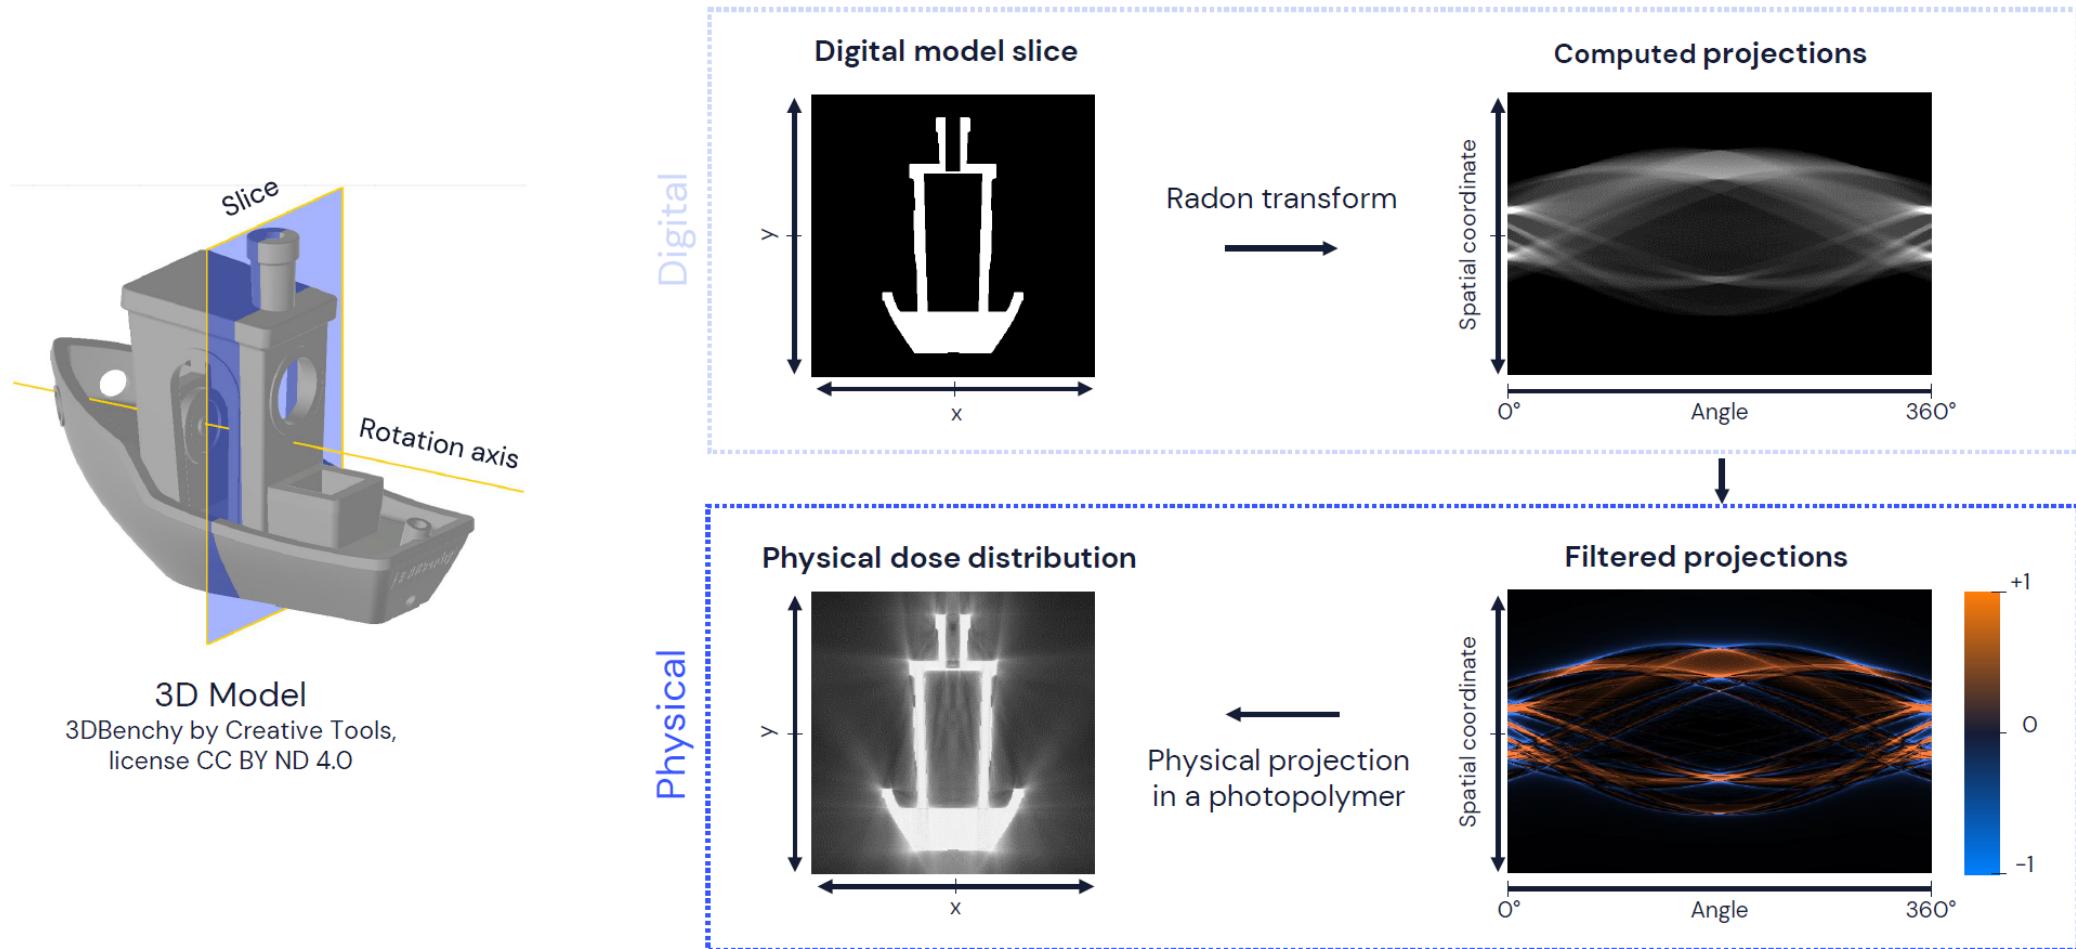 Slice
Rotation axis
3D Model
3DBenchy by Creative Tools,
license CC BY ND 4.0
Digital
Digital model slice
y
x
Radon transform
Computed projections
Spatial coordinate
0°
Angle
360°
Physical
Physical dose distribution
y
x
Physical projection
in a photopolymer
Filtered projections
Spatial coordinate
0°
Angle
360°
+1
0
-1